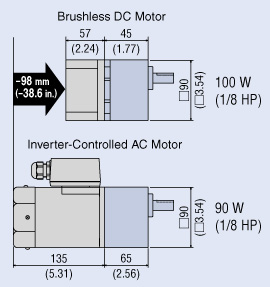 Brushless DC Motor
57 45
(2.24) (1.77)
–98 mm
(–38.6 in.)
□90
(□3.54)
100 W
(1/8 HP)
Inverter-Controlled AC Motor
□90
(□3.54)
90 W
(1/8 HP)
135 65
(5.31) (2.56)